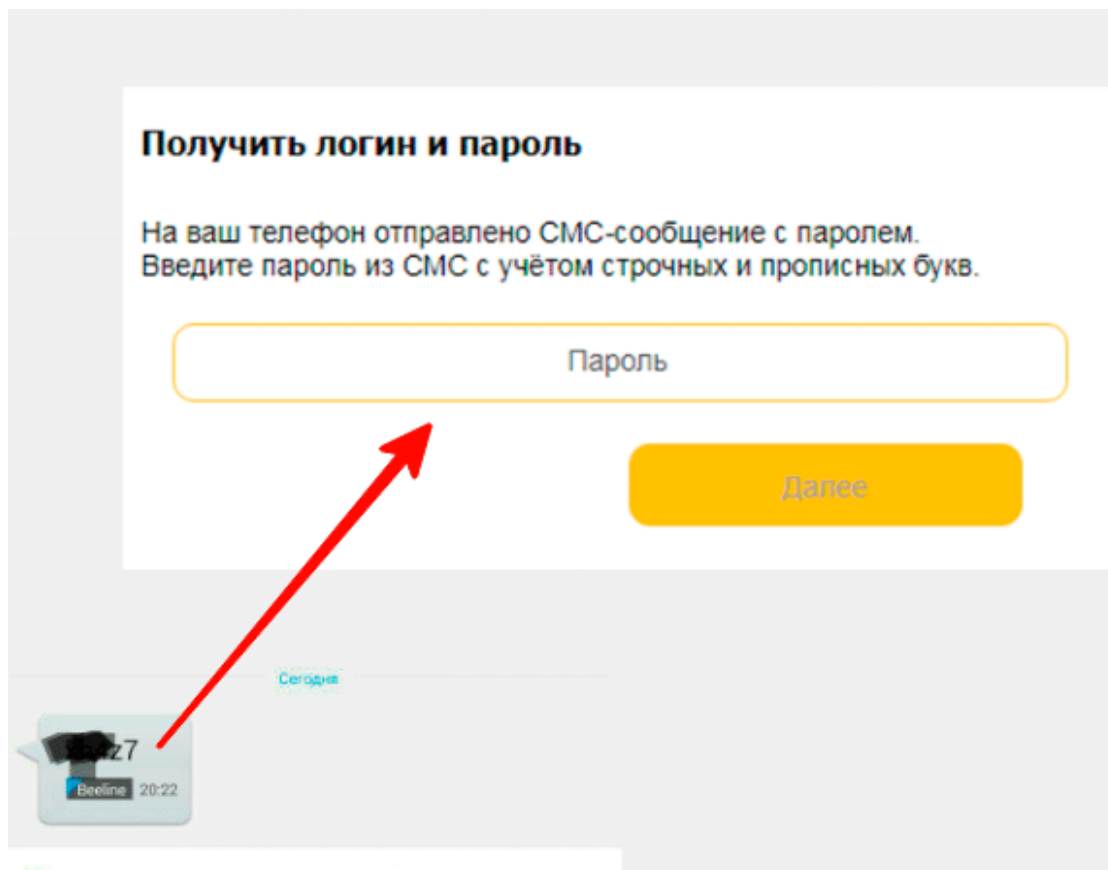 Получить логин и пароль
На ваш телефон отправлено СМС-сообщение с паролем.
Введите пароль из СМС с учётом строчных и прописных букв.
Пароль
Далее
Сегодня
Beeline 20:22